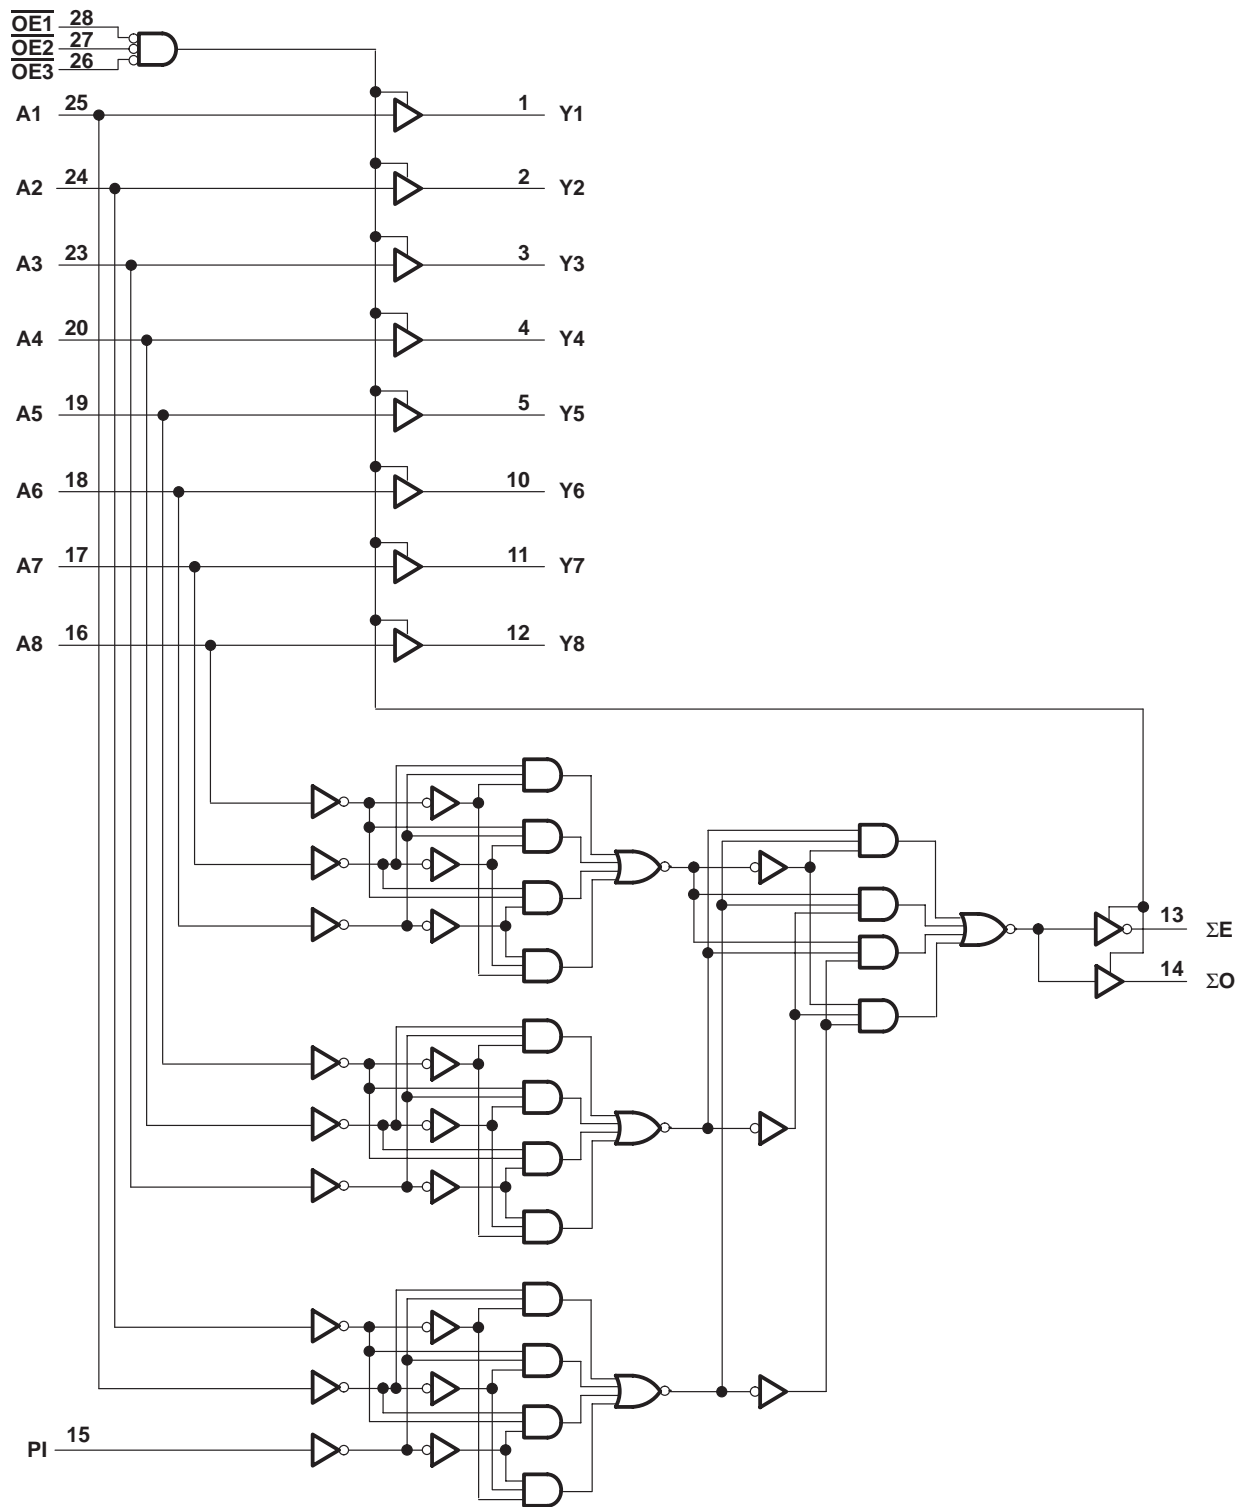 OE1 28
OE2 27
OE3 26
A1 25 1 Y1
A2 24 2 Y2
A3 23 3 Y3
A4 20 4 Y4
A5 19 5 Y5
A6 18 10 Y6
A7 17 11 Y7
A8 16 12 Y8
13 ΣE
14 ΣO
PI 15